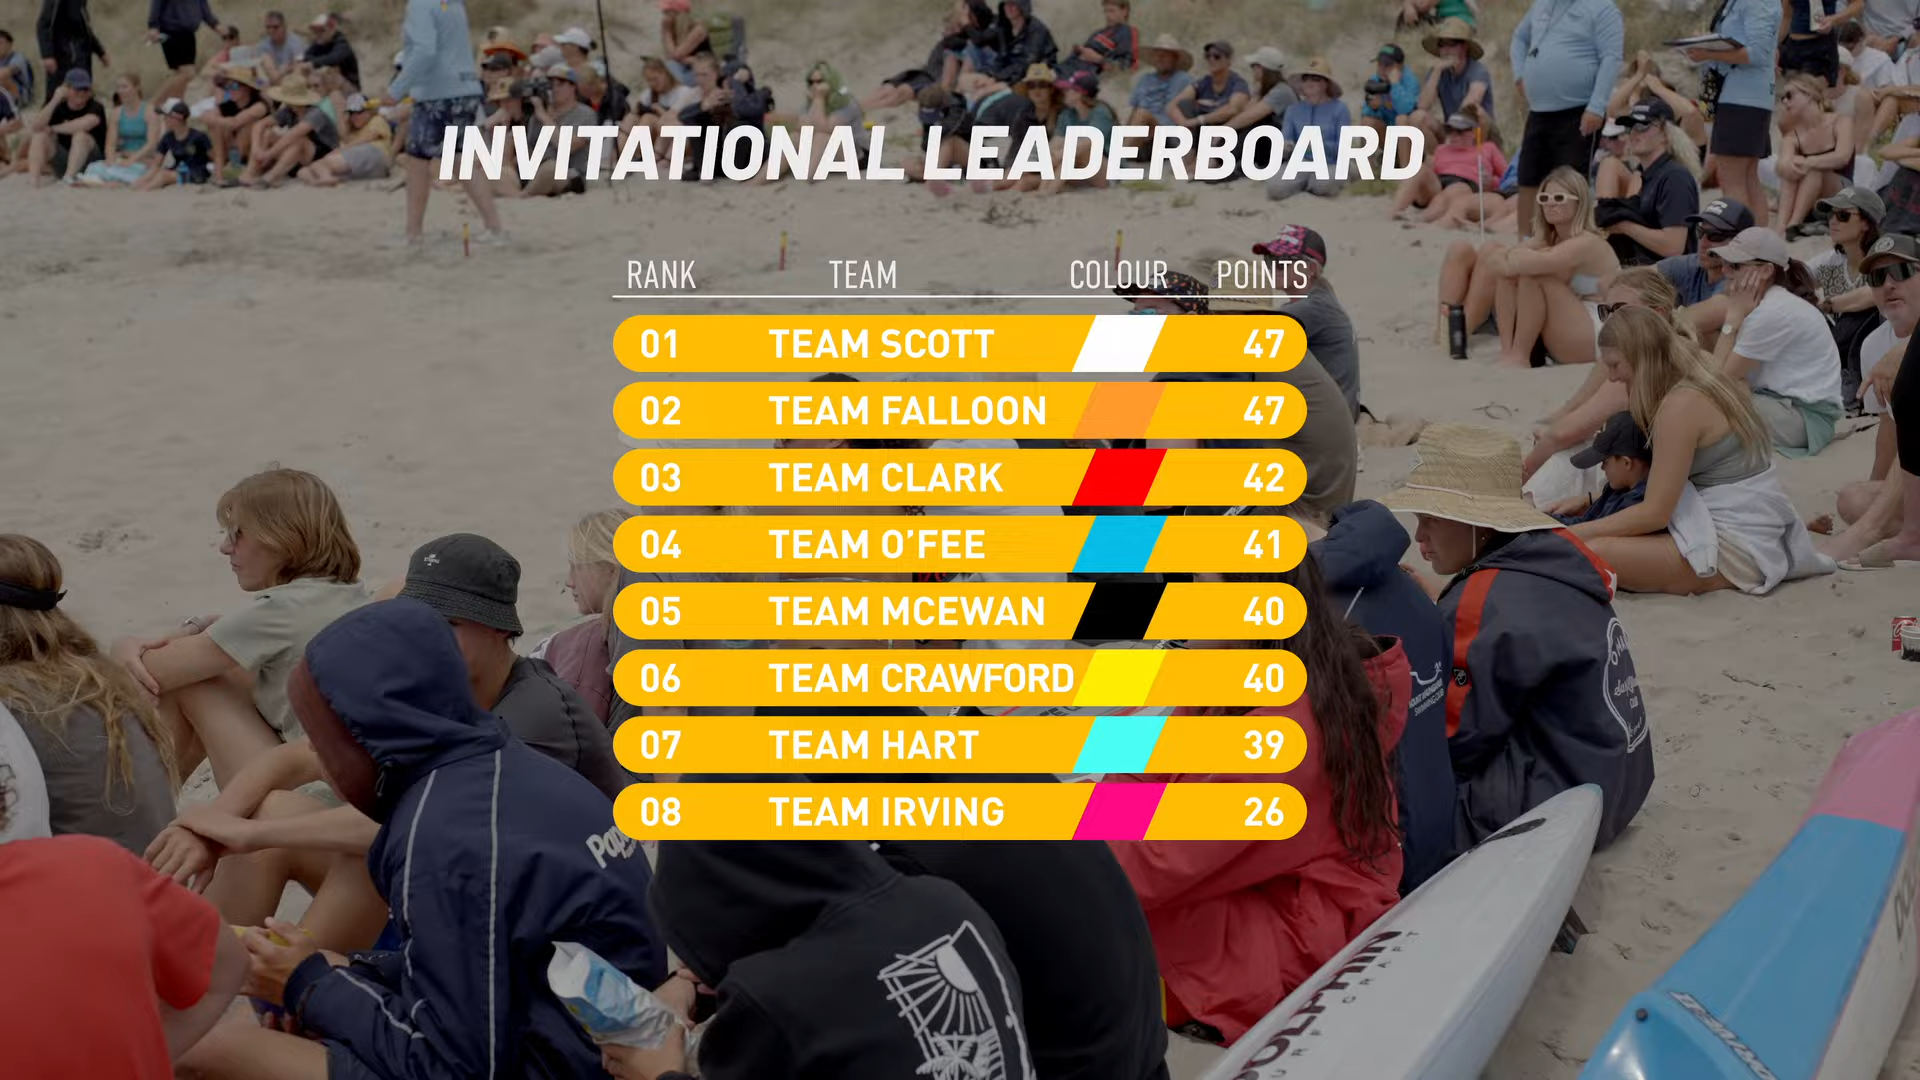 INVITATIONAL LEADERBOARD
RANK TEAM COLOUR POINTS
01 TEAM SCOTT 47
02 TEAM FALLOON 47
03 TEAM CLARK 42
04 TEAM O’FEE 41
05 TEAM MCEWAN 40
06 TEAM CRAWFORD 40
07 TEAM HART 39
08 TEAM IRVING 26
DOLPHIN